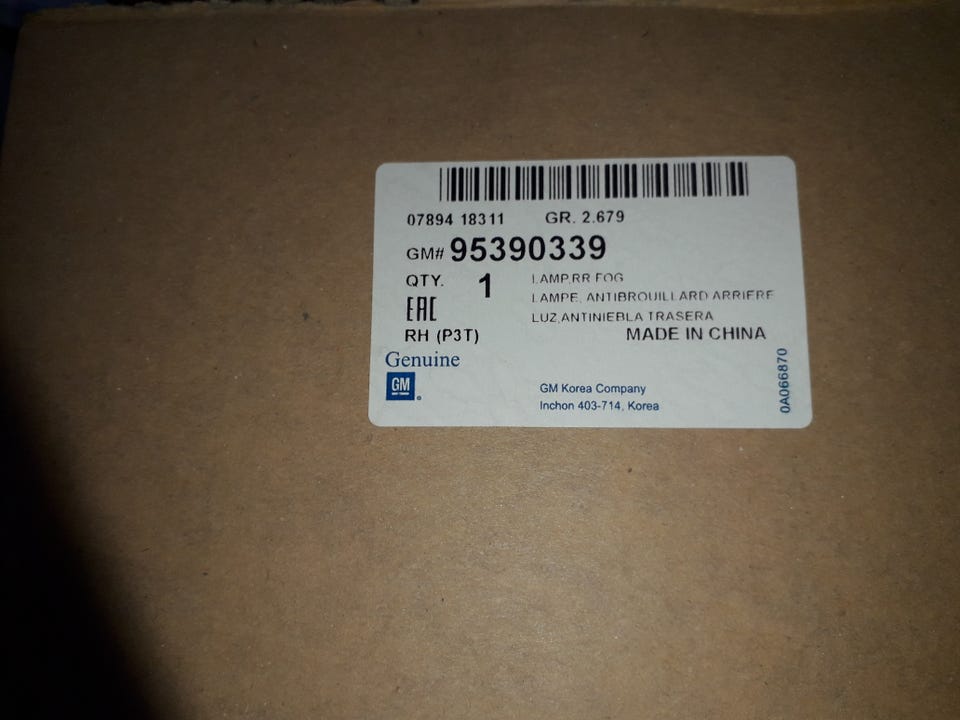 07894 18311 GR. 2.679
GM# 95390339
QTY. 1
LAMP,RR FOG
LAMPE, ANTIBROUILLARD ARRIERE
EAC
LUZ,ANTINIEBLA TRASERA
RH (P3T) MADE IN CHINA
Genuine
GM
GM Korea Company
Inchon 403-714, Korea
0A066870